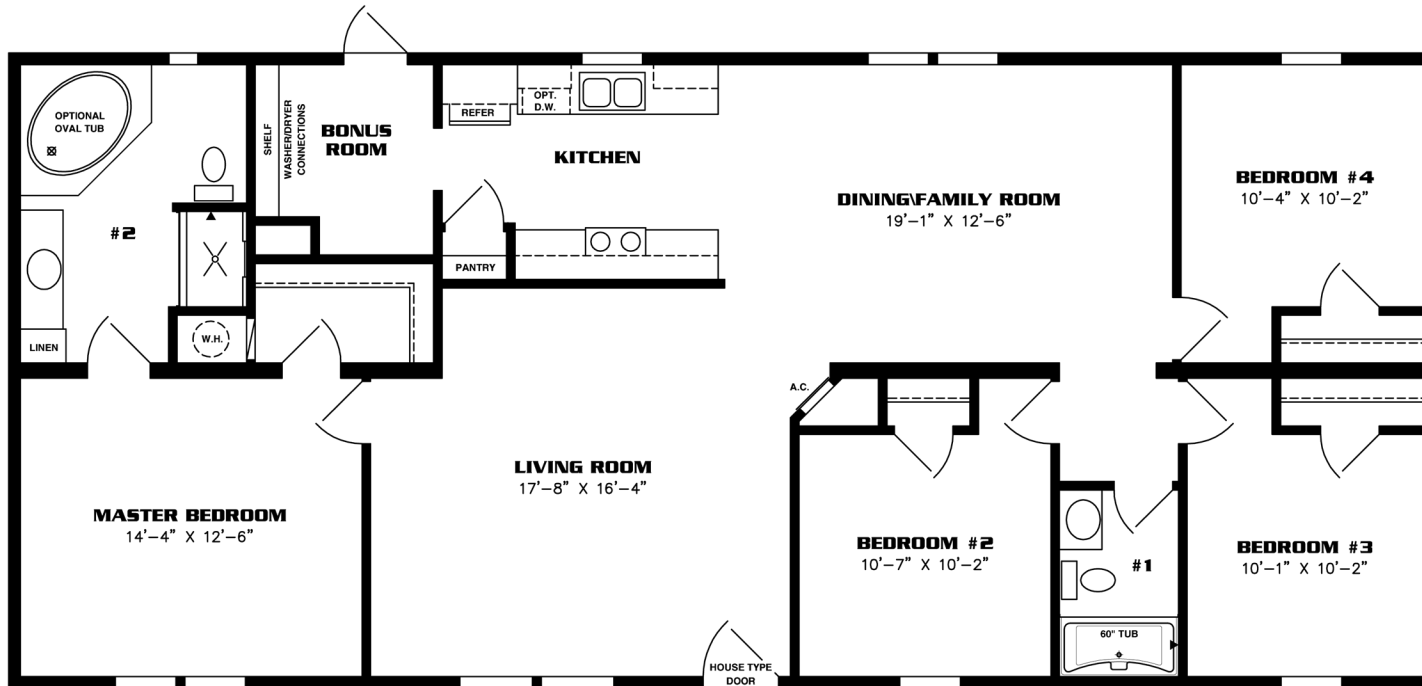 OPTIONAL
OVAL TUB
SHELF
WASHER/DRYER
CONNECTIONS
BONUS
ROOM
REFER
OPT.
D.W.
KITCHEN
DINING\FAMILY ROOM
19'-1" X 12'-6"
BEDROOM #4
10'-4" X 10'-2"
#2
PANTRY
LINEN
W.H.
A.C.
LIVING ROOM
17'-8" X 16'-4"
MASTER BEDROOM
14'-4" X 12'-6"
BEDROOM #2
10'-7" X 10'-2"
#1
BEDROOM #3
10'-1" X 10'-2"
60" TUB
HOUSE TYPE
DOOR